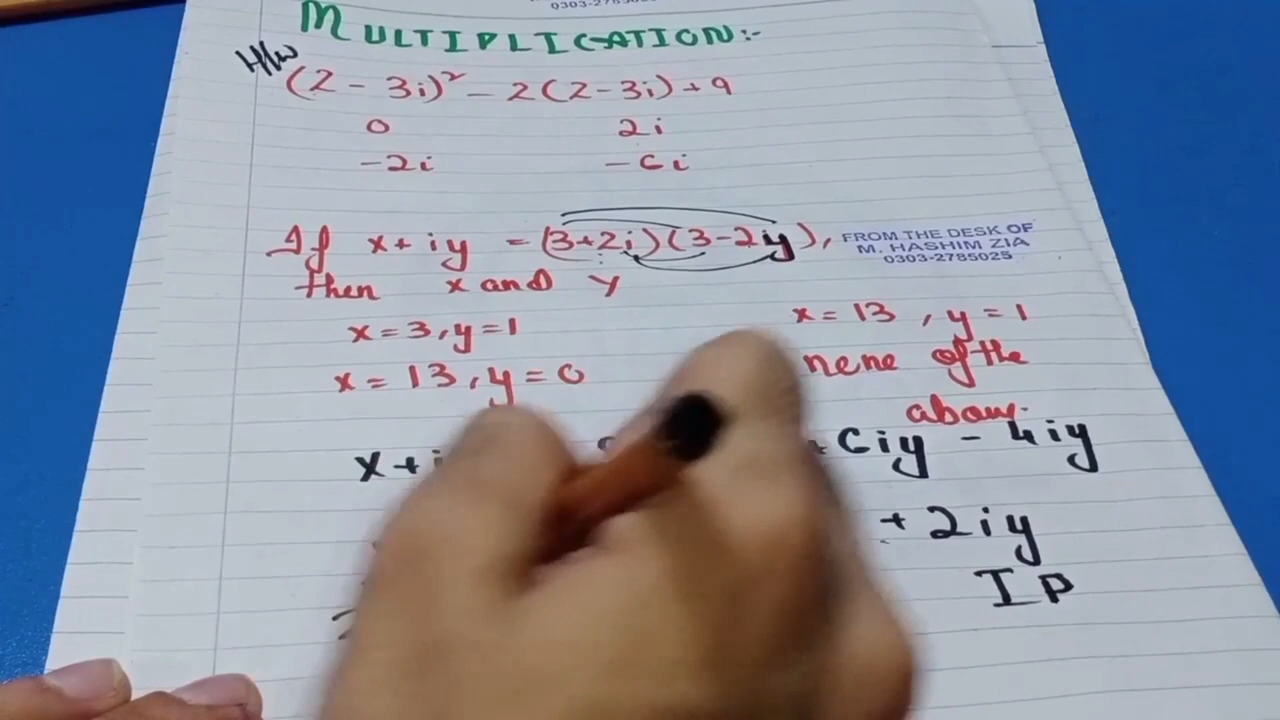 0303-2785025
MULTIPLICATION:-
H/W
(2 - 3i)² - 2(2-3i)+9
0 2i
-2i -6i
If x+iy =(3+2i)(3-2iy),
then x and y
FROM THE DESK OF
M. HASHIM ZIA
0303-2785025
x=3,y=1 x=13,y=1
x=13,y=0 none of the
above.
x+i + 6iy - 4iy
+ 2iy
IP